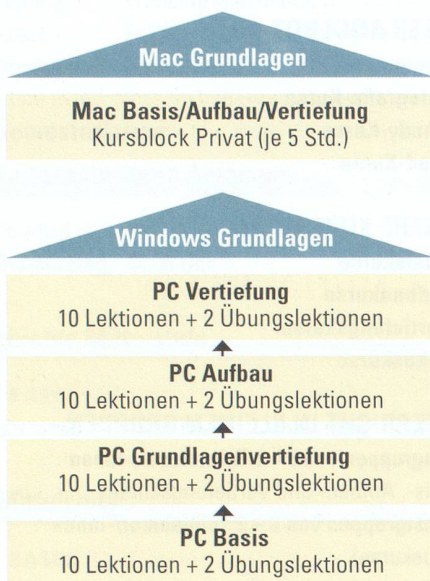 Mac Grundlagen
Mac Basis/Aufbau/Vertiefung
Kursblock Privat (je 5 Std.)
Windows Grundlagen
PC Vertiefung
10 Lektionen + 2 Übungslektionen
PC Aufbau
10 Lektionen + 2 Übungslektionen
PC Grundlagenvertiefung
10 Lektionen + 2 Übungslektionen
PC Basis
10 Lektionen + 2 Übungslektionen